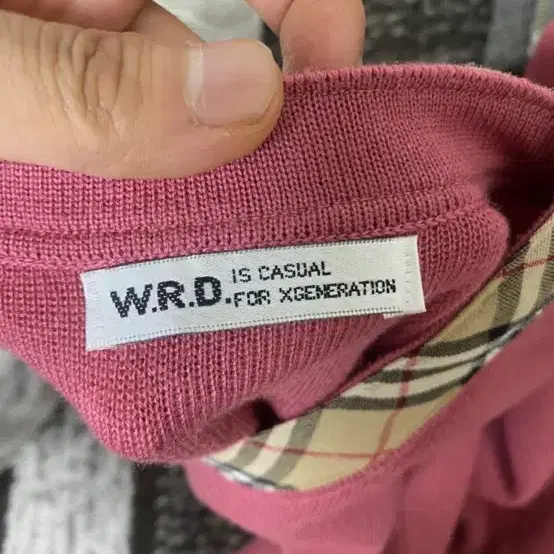 W.R.D. IS CASUAL
FOR XGENERATION